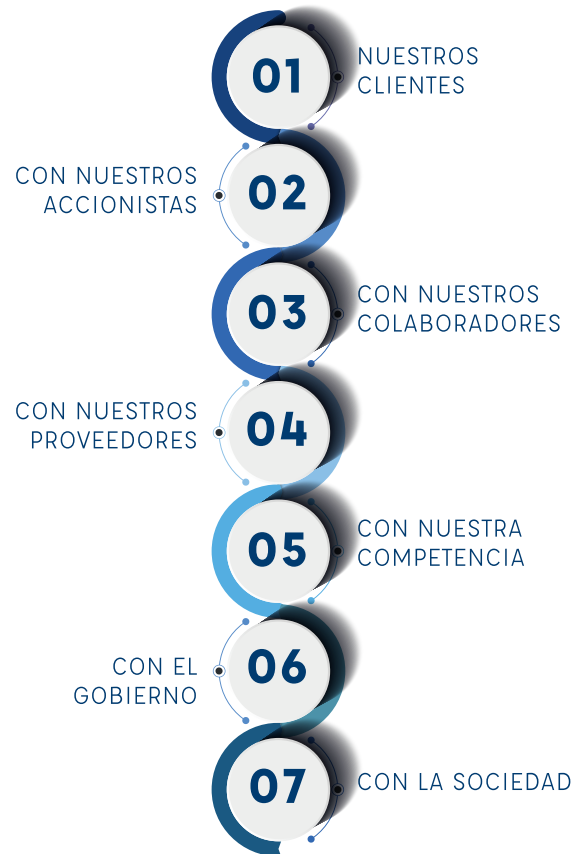 01
NUESTROS
CLIENTES
02
CON NUESTROS
ACCIONISTAS
03
CON NUESTROS
COLABORADORES
04
CON NUESTROS
PROVEEDORES
05
CON NUESTRA
COMPETENCIA
06
CON EL
GOBIERNO
07
CON LA SOCIEDAD